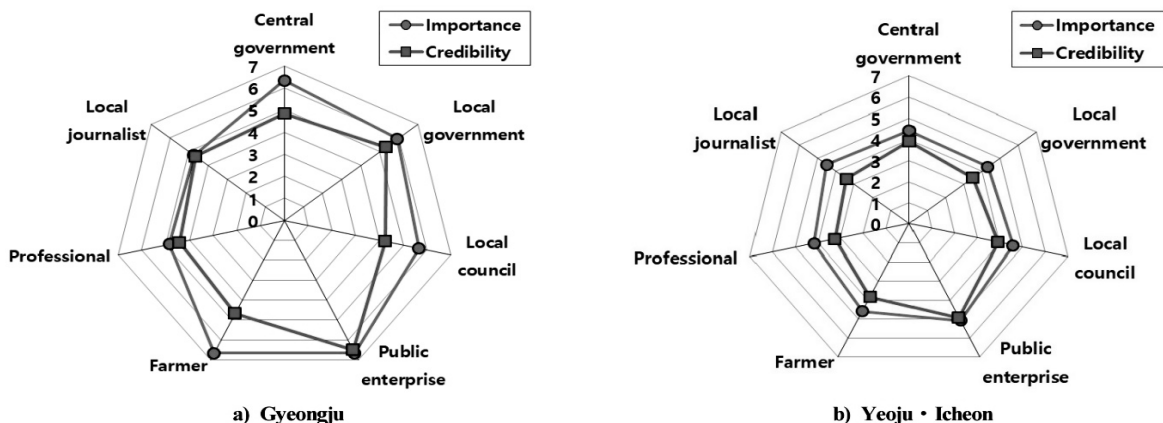 Importance
Credibility
Central
government
7
6
5
4
3
2
1
0
Local
journalist
Local
government
Professional
Local
council
Farmer
Public
enterprise
a) Gyeongju
Importance
Credibility
Central
government
7
6
5
4
3
2
1
0
Local
journalist
Local
government
Professional
Local
council
Farmer
Public
enterprise
b) Yeoju · Icheon